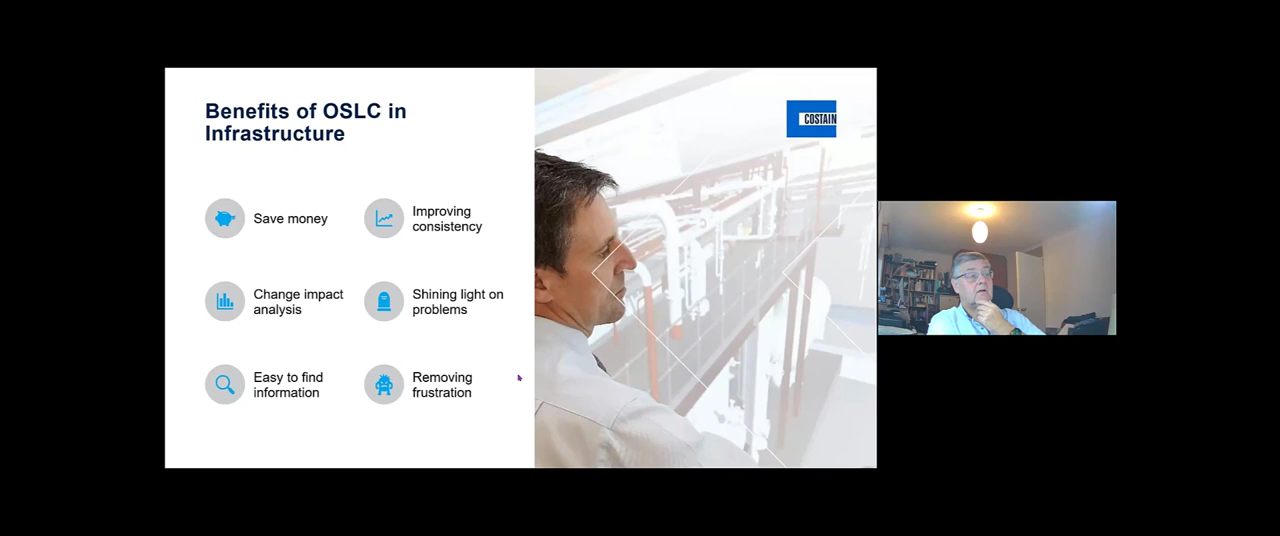 Benefits of OSLC in
Infrastructure
COSTAIN
Save money
Improving
consistency
Change impact
analysis
Shining light on
problems
Easy to find
information
Removing
frustration